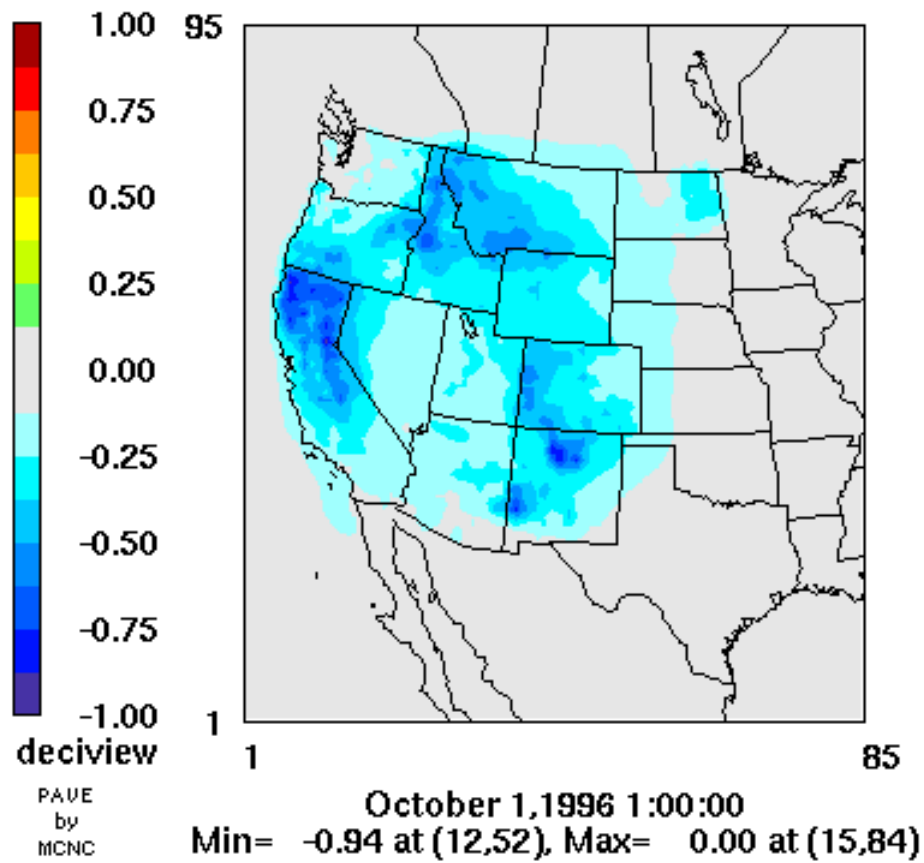 1.00
0.75
0.50
0.25
0.00
-0.25
-0.50
-0.75
-1.00
deciview
PAVE
by
MCNC
95
1
1
85
October 1,1996 1:00:00
Min= -0.94 at (12,52), Max= 0.00 at (15,84)